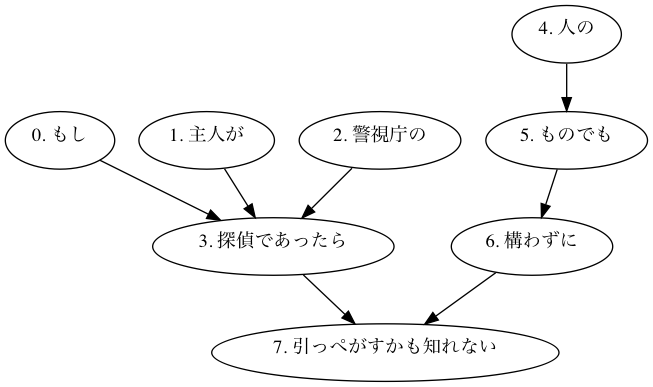 4. 人の
0. もし
1. 主人が
2. 警視庁の
5. ものでも
3. 探偵であったら
6. 構わずに
7. 引っぺがすかも知れない